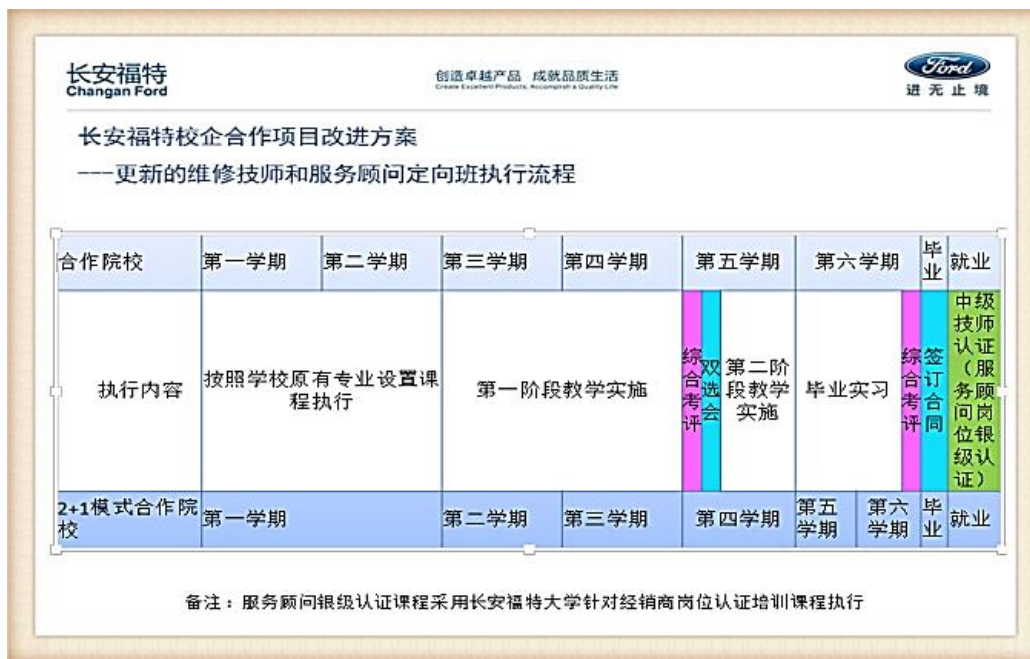 长安福特
Changan Ford
创造卓越产品 成就品质生活
Create Excellent Products, Accomplish a Quality Life
Ford
进无止境
长安福特校企合作项目改进方案
---更新的维修技师和服务顾问定向班执行流程
合作院校 第一学期 第二学期 第三学期 第四学期 第五学期 第六学期 毕业 就业
执行内容
按照学校原有专业设置课
程执行
第一阶段教学实施
综合考评
双选会
第二阶
段教学
实施
毕业实习
综合考评
签订合同
中级
技师
认证
(服
务顾
问岗
位银
级认
证)
2+1模式合作院
校
第一学期 第二学期 第三学期 第四学期 第五学期 第六学期 毕业 就业
备注:服务顾问银级认证课程采用长安福特大学针对经销商岗位认证培训课程执行